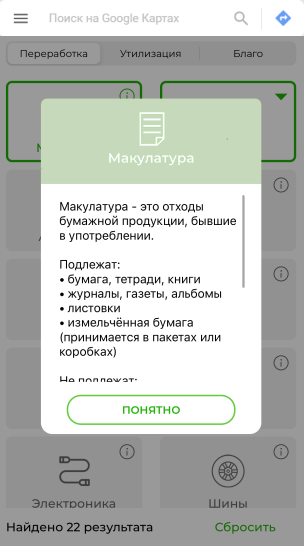 Поиск на Google Картах
Переработка
Утилизация
Благо
Макулатура
Макулатура - это отходы
бумажной продукции, бывшие
в употреблении.
Подлежат:
• бумага, тетради, книги
• журналы, газеты, альбомы
• листовки
• измельчённая бумага
(принимается в пакетах или
коробках)
Не подлежат:
ПОНЯТНО
Электроника
Шины
Найдено 22 результата
Сбросить